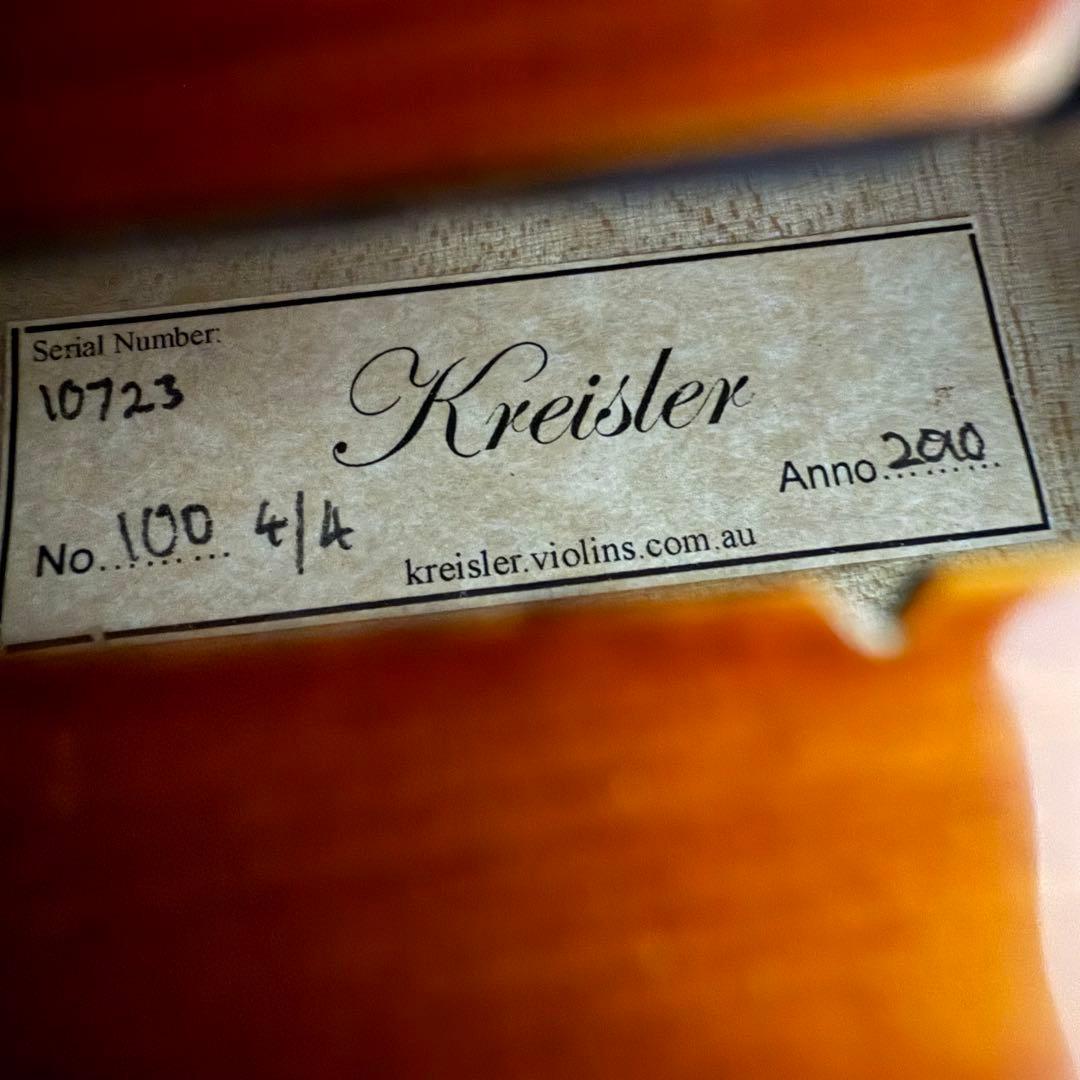 Serial Number:
10723
Kreisler
Anno.2010
No.100 4/4
kreisler.violins.com.au